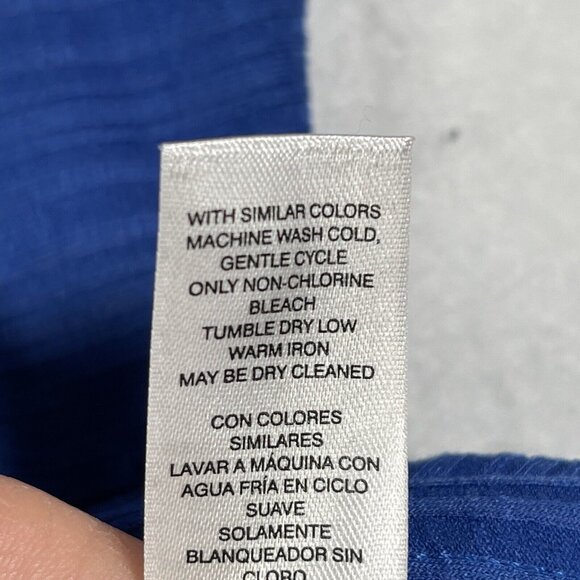 WITH SIMILAR COLORS
MACHINE WASH COLD,
GENTLE CYCLE
ONLY NON-CHLORINE
BLEACH
TUMBLE DRY LOW
WARM IRON
MAY BE DRY CLEANED
CON COLORES
SIMILARES
LAVAR A MÁQUINA CON
AGUA FRÍA EN CICLO
SUAVE
SOLAMENTE
BLANQUEADOR SIN
CLORO